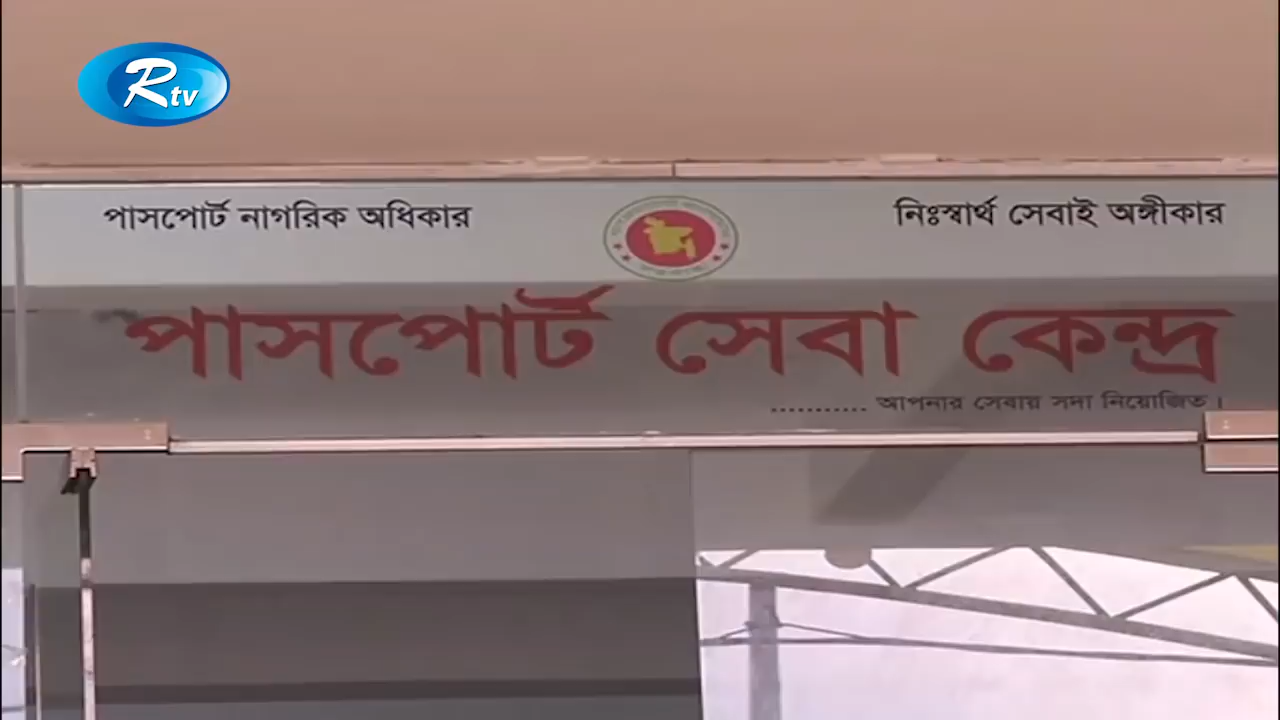 Rtv
পাসপোর্ট নাগরিক অধিকার
নিঃস্বার্থ সেবাই অঙ্গীকার
পাসপোর্ট সেবা কেন্দ্র
........... আপনার সেবায় সদা নিয়োজিত।